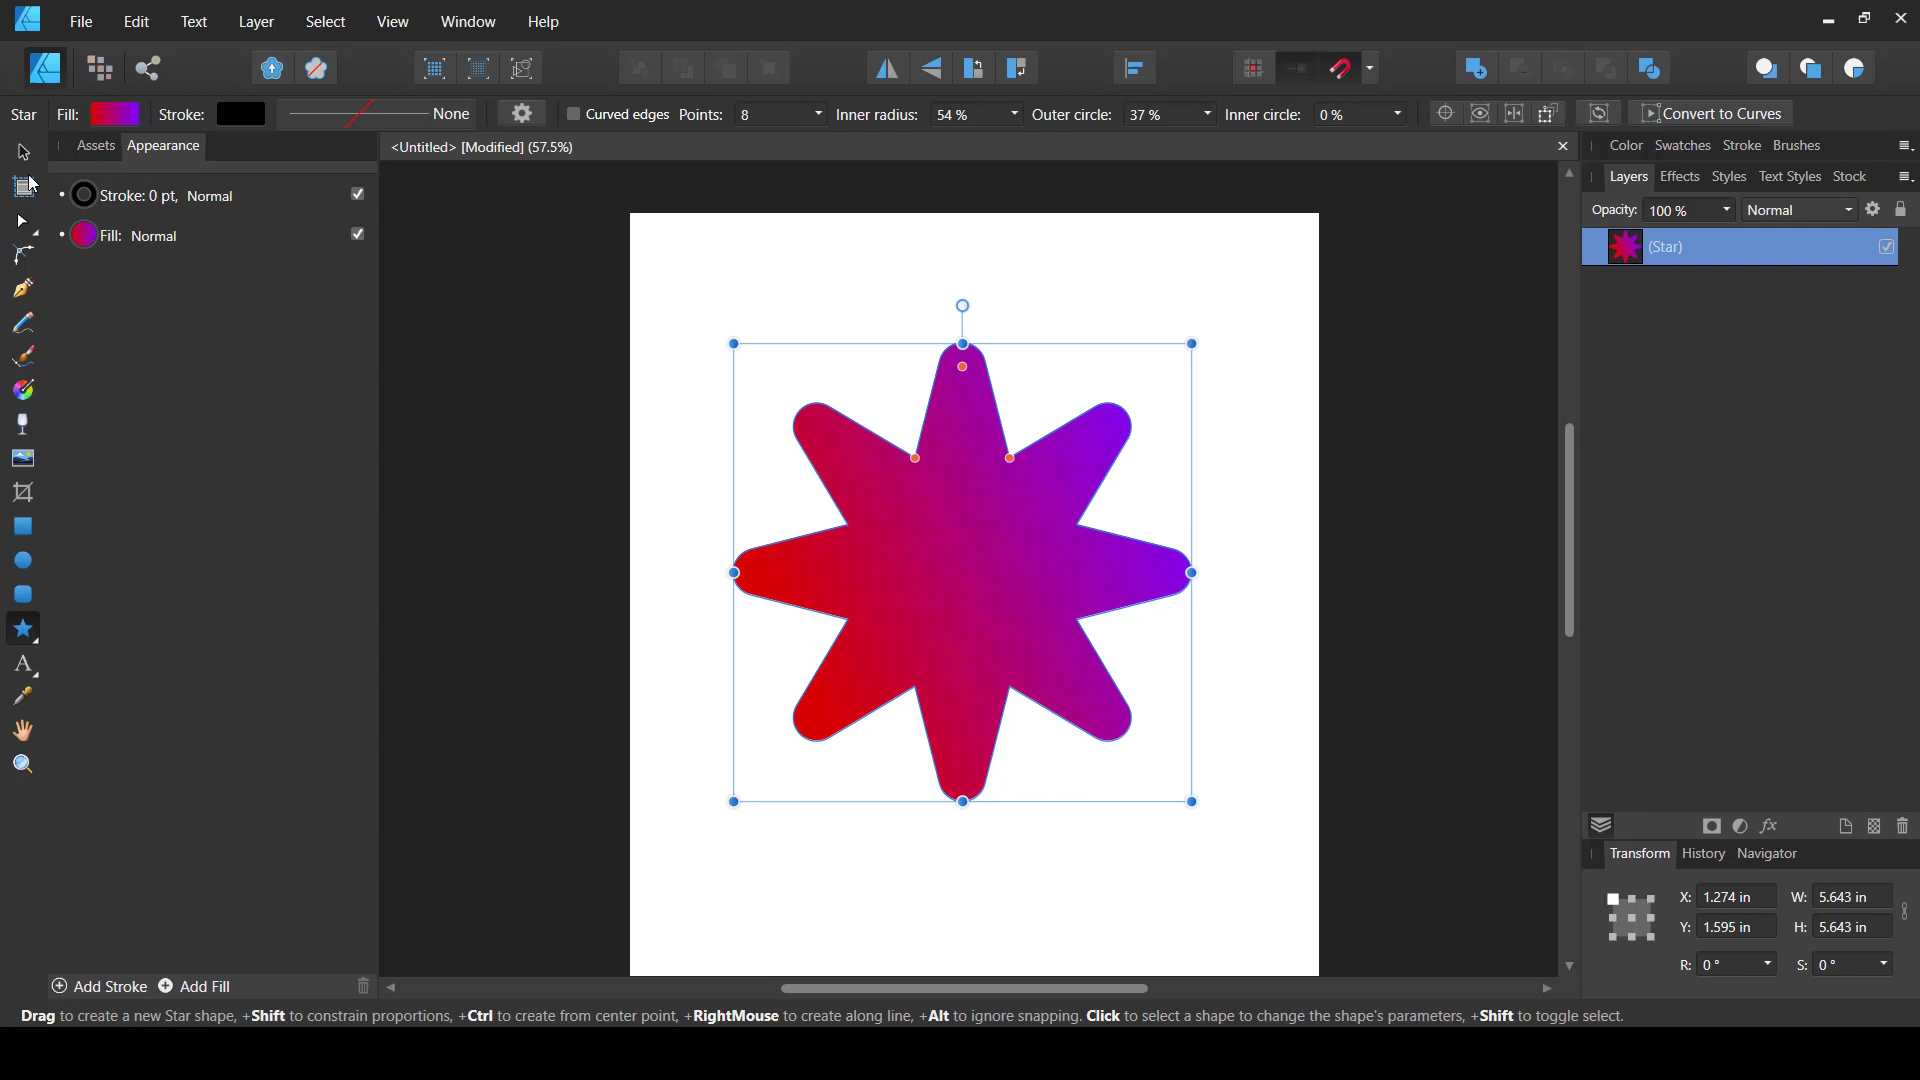 File Edit Text Layer Select View Window Help
Star Fill: Stroke: None Curved edges Points: 8 Inner radius: 54 % Outer circle: 37 % Inner circle: 0 % Convert to Curves
Assets Appearance
<Untitled> [Modified] (57.5%)
Color Swatches Stroke Brushes
Layers Effects Styles Text Styles Stock
Stroke: 0 pt, Normal
Fill: Normal
Opacity: 100 % Normal
(Star)
A
fx
Transform History Navigator
X: 1.274 in W: 5.643 in
Y: 1.595 in H: 5.643 in
R: 0 ° S: 0 °
Add Stroke Add Fill
Drag to create a new Star shape, +Shift to constrain proportions, +Ctrl to create from center point, +RightMouse to create along line, +Alt to ignore snapping. Click to select a shape to change the shape's parameters, +Shift to toggle select.